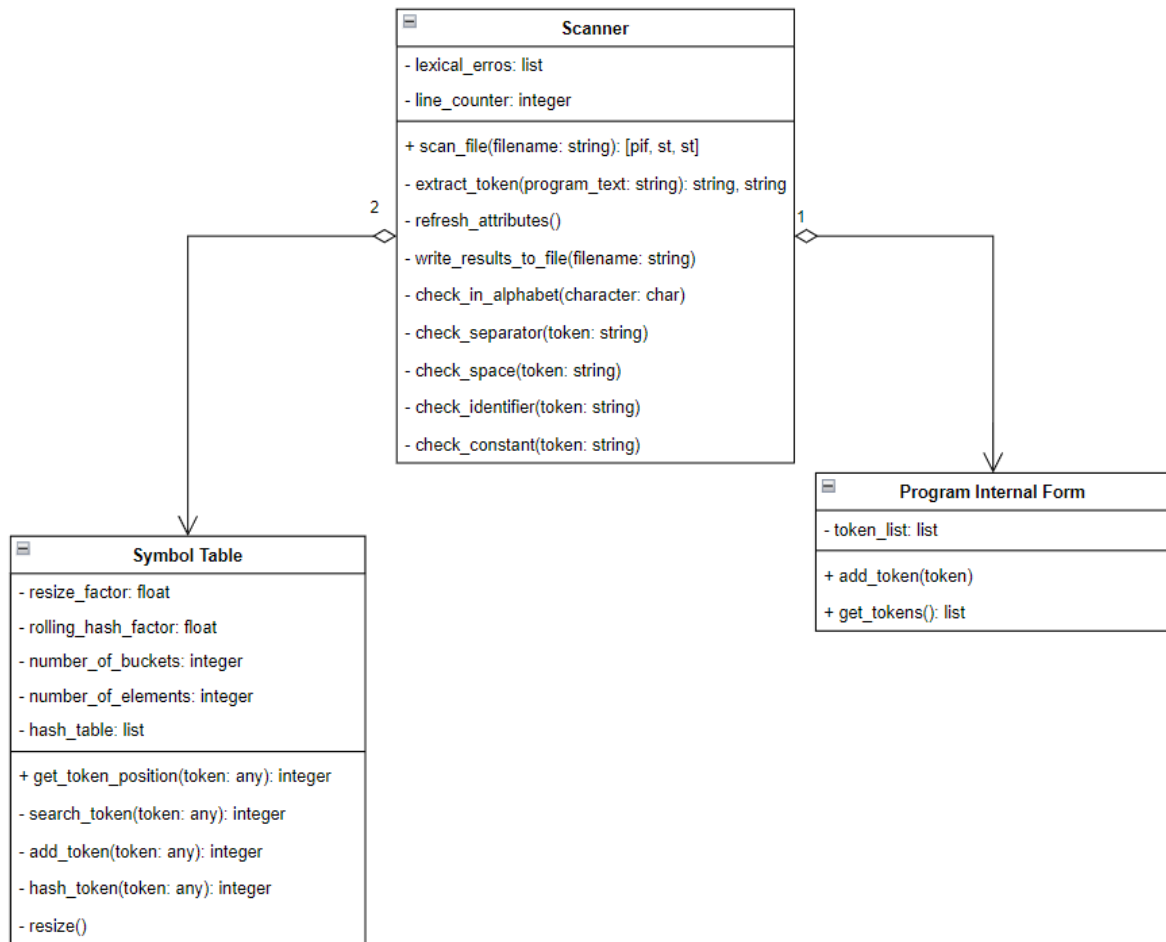 Scanner
- lexical_erros: list
- line_counter: integer
+ scan_file(filename: string): [pif, st, st]
- extract_token(program_text: string): string, string
- refresh_attributes()
- write_results_to_file(filename: string)
- check_in_alphabet(character: char)
- check_separator(token: string)
- check_space(token: string)
- check_identifier(token: string)
- check_constant(token: string)
2
1
Symbol Table
- resize_factor: float
- rolling_hash_factor: float
- number_of_buckets: integer
- number_of_elements: integer
- hash_table: list
+ get_token_position(token: any): integer
- search_token(token: any): integer
- add_token(token: any): integer
- hash_token(token: any): integer
- resize()
Program Internal Form
- token_list: list
+ add_token(token)
+ get_tokens(): list